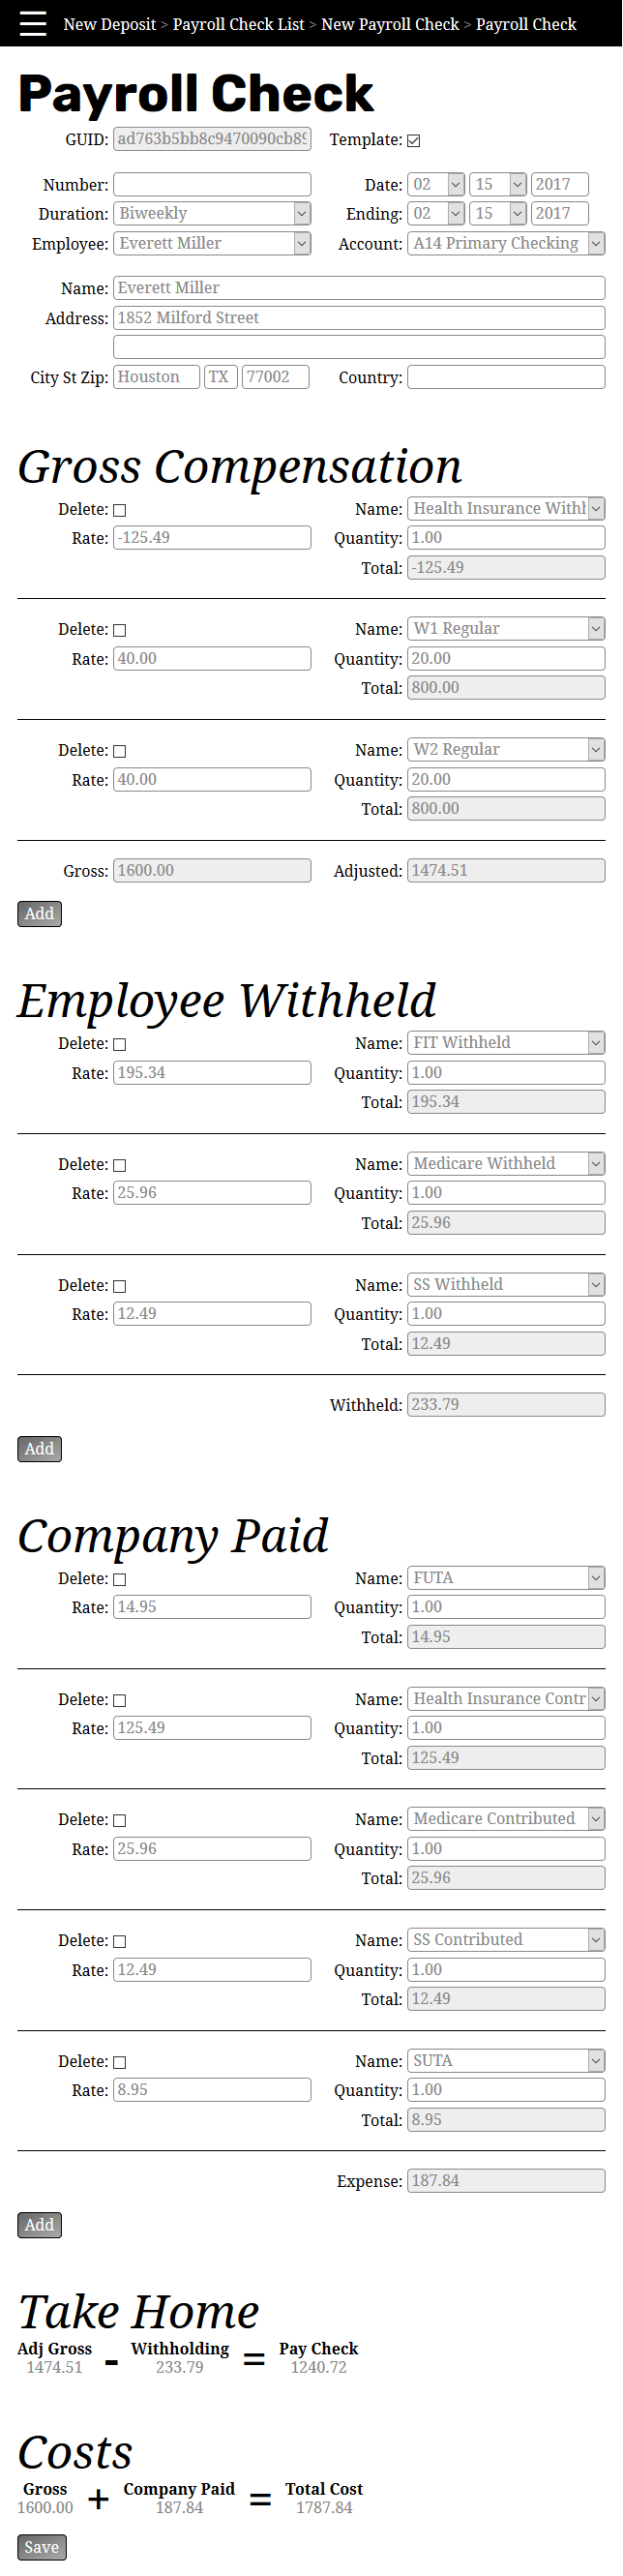 New Deposit > Payroll Check List > New Payroll Check > Payroll Check
Payroll Check
GUID: ad763b5bb8c9470090cb89 Template:
Number: Date: 02 15 2017
Duration: Biweekly Ending: 02 15 2017
Employee: Everett Miller Account: A14 Primary Checking
Name: Everett Miller
Address: 1852 Milford Street
City St Zip: Houston TX 77002 Country:
Gross Compensation
Delete: Name: Health Insurance Withh
Rate: -125.49 Quantity: 1.00
Total: -125.49
Delete: Name: W1 Regular
Rate: 40.00 Quantity: 20.00
Total: 800.00
Delete: Name: W2 Regular
Rate: 40.00 Quantity: 20.00
Total: 800.00
Gross: 1600.00 Adjusted: 1474.51
Add
Employee Withheld
Delete: Name: FIT Withheld
Rate: 195.34 Quantity: 1.00
Total: 195.34
Delete: Name: Medicare Withheld
Rate: 25.96 Quantity: 1.00
Total: 25.96
Delete: Name: SS Withheld
Rate: 12.49 Quantity: 1.00
Total: 12.49
Withheld: 233.79
Add
Company Paid
Delete: Name: FUTA
Rate: 14.95 Quantity: 1.00
Total: 14.95
Delete: Name: Health Insurance Contr
Rate: 125.49 Quantity: 1.00
Total: 125.49
Delete: Name: Medicare Contributed
Rate: 25.96 Quantity: 1.00
Total: 25.96
Delete: Name: SS Contributed
Rate: 12.49 Quantity: 1.00
Total: 12.49
Delete: Name: SUTA
Rate: 8.95 Quantity: 1.00
Total: 8.95
Expense: 187.84
Add
Take Home
Adj Gross - Withholding = Pay Check
1474.51 233.79 1240.72
Costs
Gross + Company Paid = Total Cost
1600.00 187.84 1787.84
Save